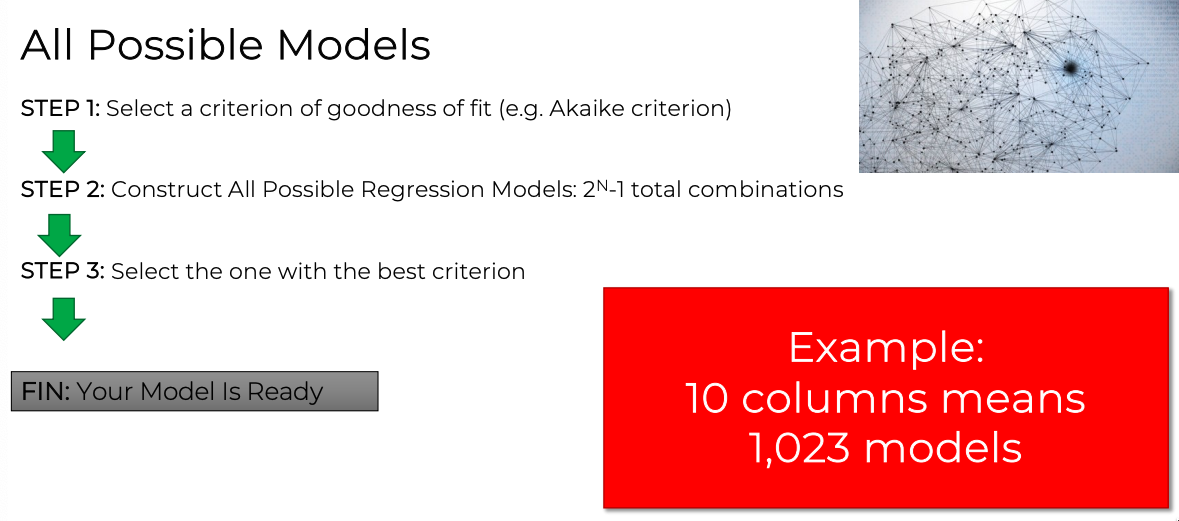 All Possible Models
STEP 1: Select a criterion of goodness of fit (e.g. Akaike criterion)
STEP 2: Construct All Possible Regression Models: 2ᴺ-1 total combinations
STEP 3: Select the one with the best criterion
FIN: Your Model Is Ready
Example:
10 columns means
1,023 models